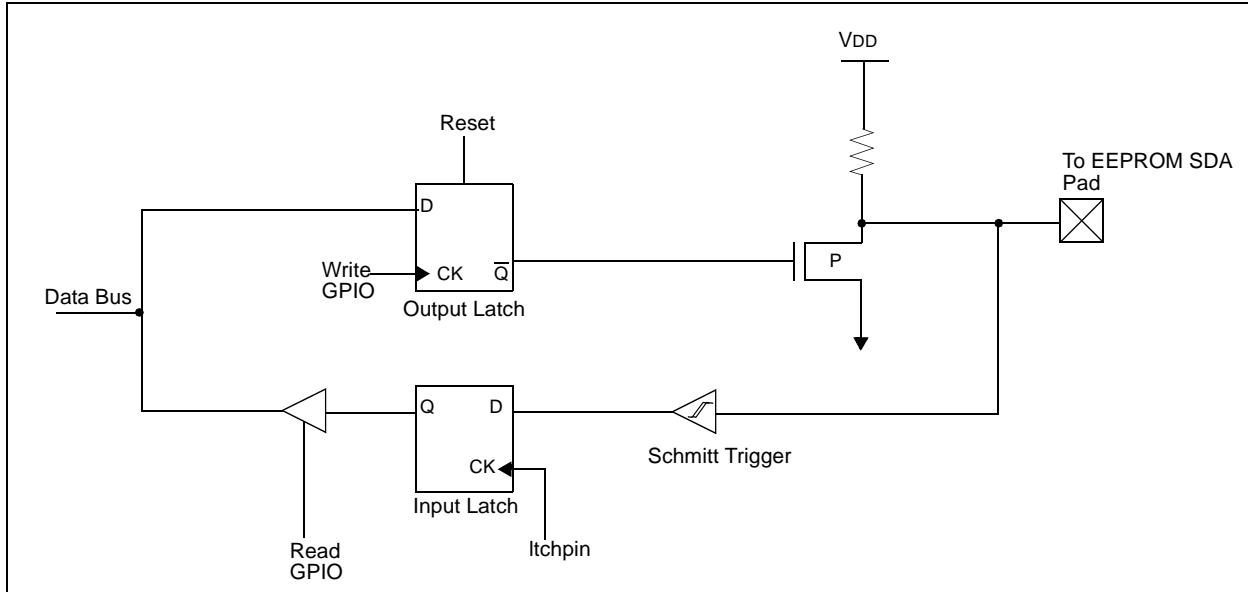 VDD
Reset
To EEPROM SDA
Pad
D
P
Write
GPIO
CK
Q
Data Bus
Output Latch
Q
D
Schmitt Trigger
CK
Input Latch
Read
GPIO
ltchpin